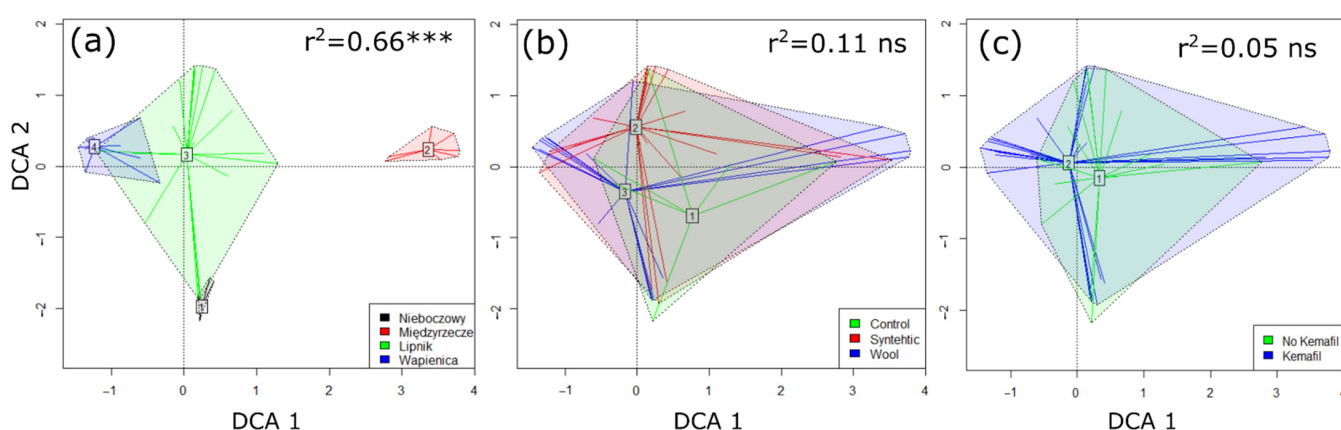 (a) r²=0.66***
(b) r²=0.11 ns
(c) r²=0.05 ns
DCA 2
2
1
0
−1
−2
−1 0 1 2 3 4
DCA 1
4
3
2
1
Nieboczowy
Międzyrzecze
Lipnik
Wapienica
2
1
0
−1
−2
−1 0 1 2 3 4
DCA 1
2
3
1
Control
Syntehtic
Wool
2
1
0
−1
−2
−1 0 1 2 3 4
DCA 1
2
1
No Kemafil
Kemafil